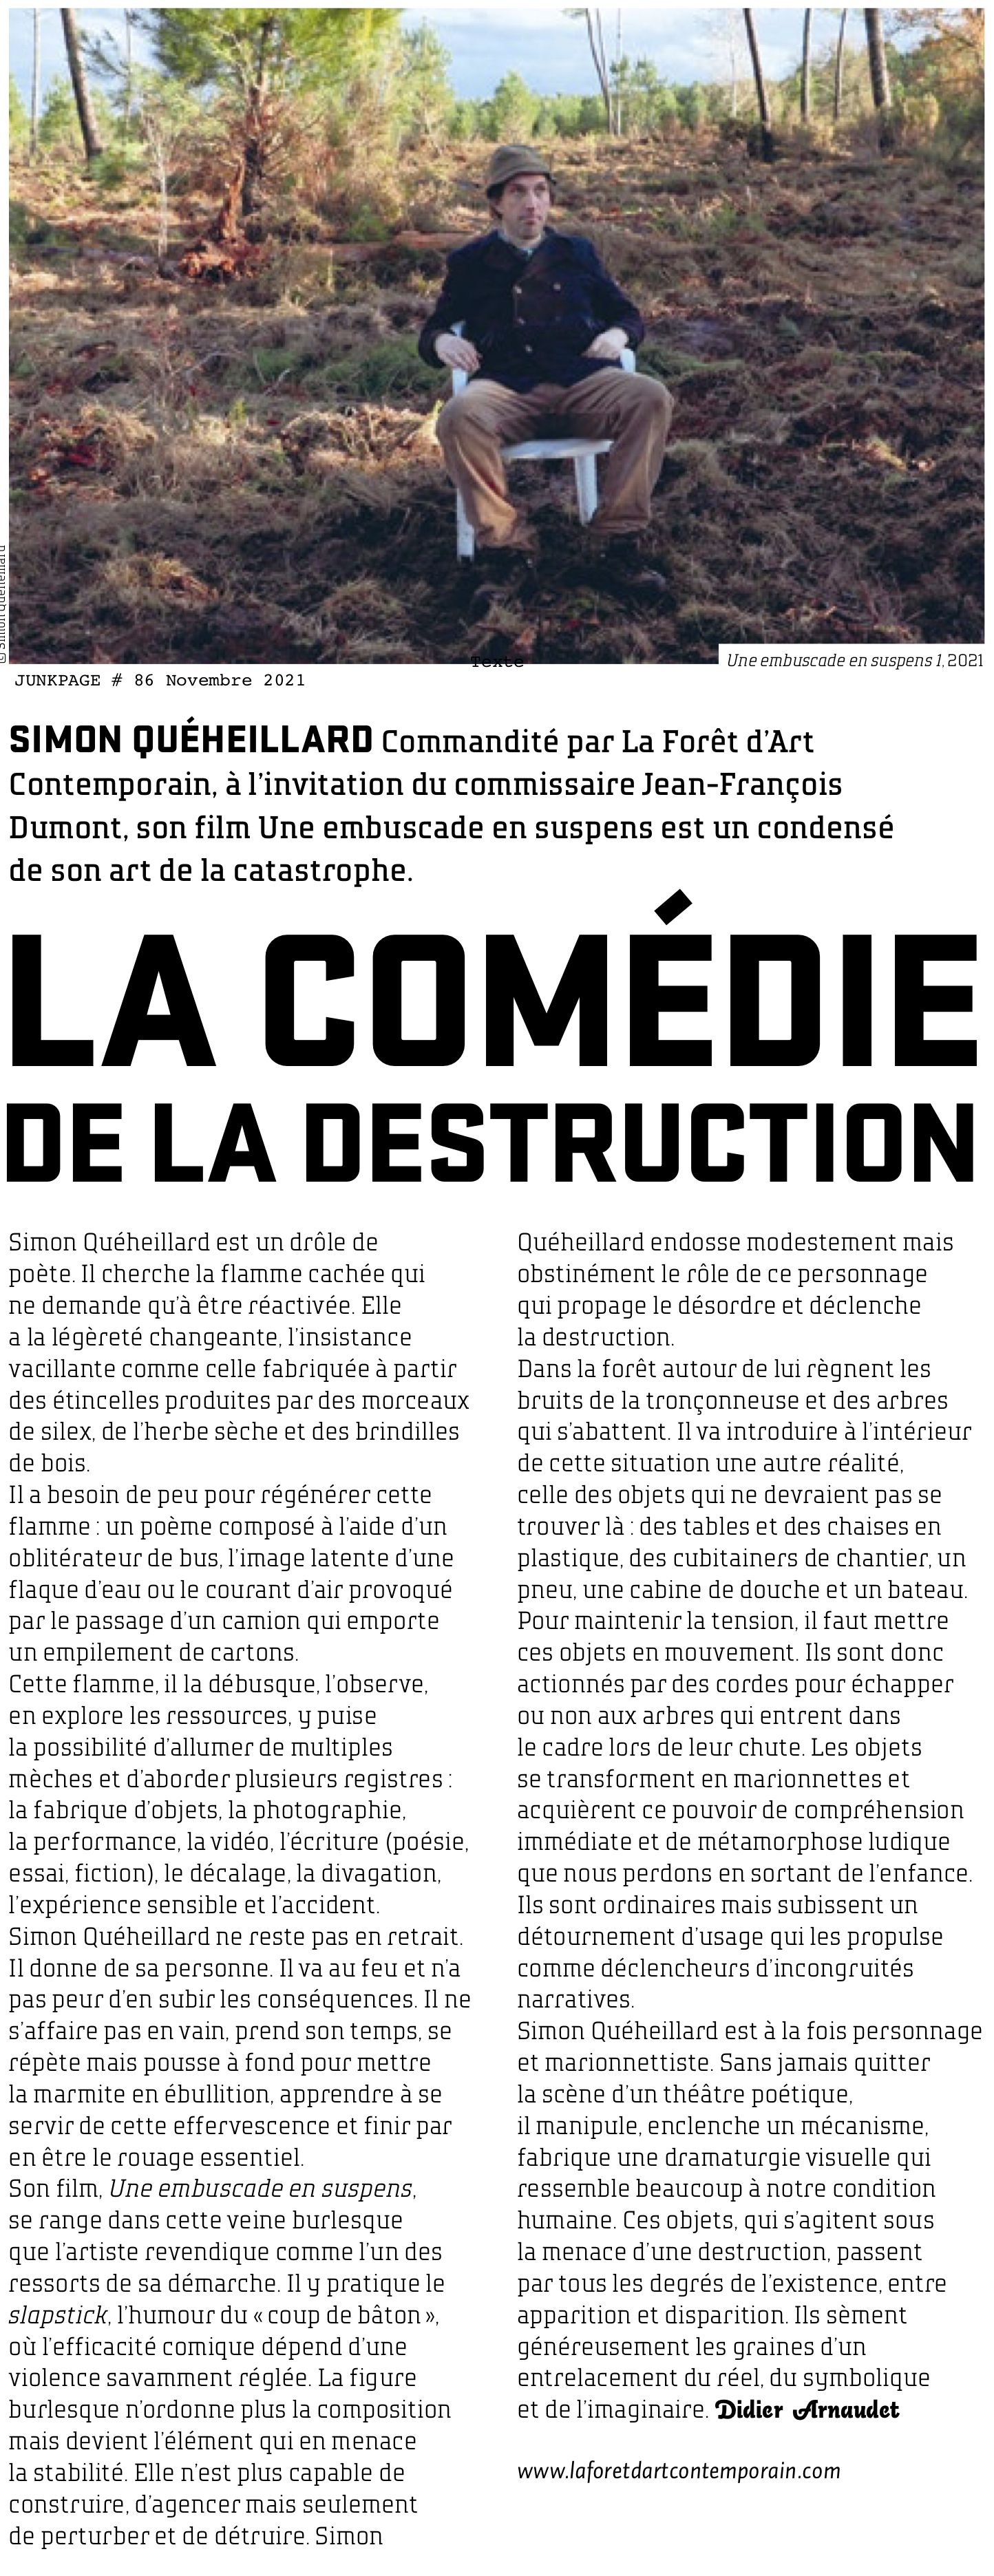 © Simon Quéheillard
Texte
Une embuscade en suspens 1, 2021
JUNKPAGE # 86 Novembre 2021
SIMON QUÉHEILLARD Commandité par La Forêt d’Art
Contemporain, à l’invitation du commissaire Jean-François
Dumont, son film Une embuscade en suspens est un condensé
de son art de la catastrophe.
LA COMÉDIE
DE LA DESTRUCTION
Simon Quéheillard est un drôle de
poète. Il cherche la flamme cachée qui
ne demande qu’à être réactivée. Elle
a la légèreté changeante, l’insistance
vacillante comme celle fabriquée à partir
des étincelles produites par des morceaux
de silex, de l’herbe sèche et des brindilles
de bois.
Il a besoin de peu pour régénérer cette
flamme : un poème composé à l’aide d’un
oblitérateur de bus, l’image latente d’une
flaque d’eau ou le courant d’air provoqué
par le passage d’un camion qui emporte
un empilement de cartons.
Cette flamme, il la débusque, l’observe,
en explore les ressources, y puise
la possibilité d’allumer de multiples
mèches et d’aborder plusieurs registres :
la fabrique d’objets, la photographie,
la performance, la vidéo, l’écriture (poésie,
essai, fiction), le décalage, la divagation,
l’expérience sensible et l’accident.
Simon Quéheillard ne reste pas en retrait.
Il donne de sa personne. Il va au feu et n’a
pas peur d’en subir les conséquences. Il ne
s’affaire pas en vain, prend son temps, se
répète mais pousse à fond pour mettre
la marmite en ébullition, apprendre à se
servir de cette effervescence et finir par
en être le rouage essentiel.
Son film, Une embuscade en suspens,
se range dans cette veine burlesque
que l’artiste revendique comme l’un des
ressorts de sa démarche. Il y pratique le
slapstick, l’humour du « coup de bâton »,
où l’efficacité comique dépend d’une
violence savamment réglée. La figure
burlesque n’ordonne plus la composition
mais devient l’élément qui en menace
la stabilité. Elle n’est plus capable de
construire, d’agencer mais seulement
de perturber et de détruire. Simon
Quéheillard endosse modestement mais
obstinément le rôle de ce personnage
qui propage le désordre et déclenche
la destruction.
Dans la forêt autour de lui règnent les
bruits de la tronçonneuse et des arbres
qui s’abattent. Il va introduire à l’intérieur
de cette situation une autre réalité,
celle des objets qui ne devraient pas se
trouver là : des tables et des chaises en
plastique, des cubitainers de chantier, un
pneu, une cabine de douche et un bateau.
Pour maintenir la tension, il faut mettre
ces objets en mouvement. Ils sont donc
actionnés par des cordes pour échapper
ou non aux arbres qui entrent dans
le cadre lors de leur chute. Les objets
se transforment en marionnettes et
acquièrent ce pouvoir de compréhension
immédiate et de métamorphose ludique
que nous perdons en sortant de l’enfance.
Ils sont ordinaires mais subissent un
détournement d’usage qui les propulse
comme déclencheurs d’incongruités
narratives.
Simon Quéheillard est à la fois personnage
et marionnettiste. Sans jamais quitter
la scène d’un théâtre poétique,
il manipule, enclenche un mécanisme,
fabrique une dramaturgie visuelle qui
ressemble beaucoup à notre condition
humaine. Ces objets, qui s’agitent sous
la menace d’une destruction, passent
par tous les degrés de l’existence, entre
apparition et disparition. Ils sèment
généreusement les graines d’un
entrelacement du réel, du symbolique
et de l’imaginaire. Didier Arnaudet
www.laforetdartcontemporain.com